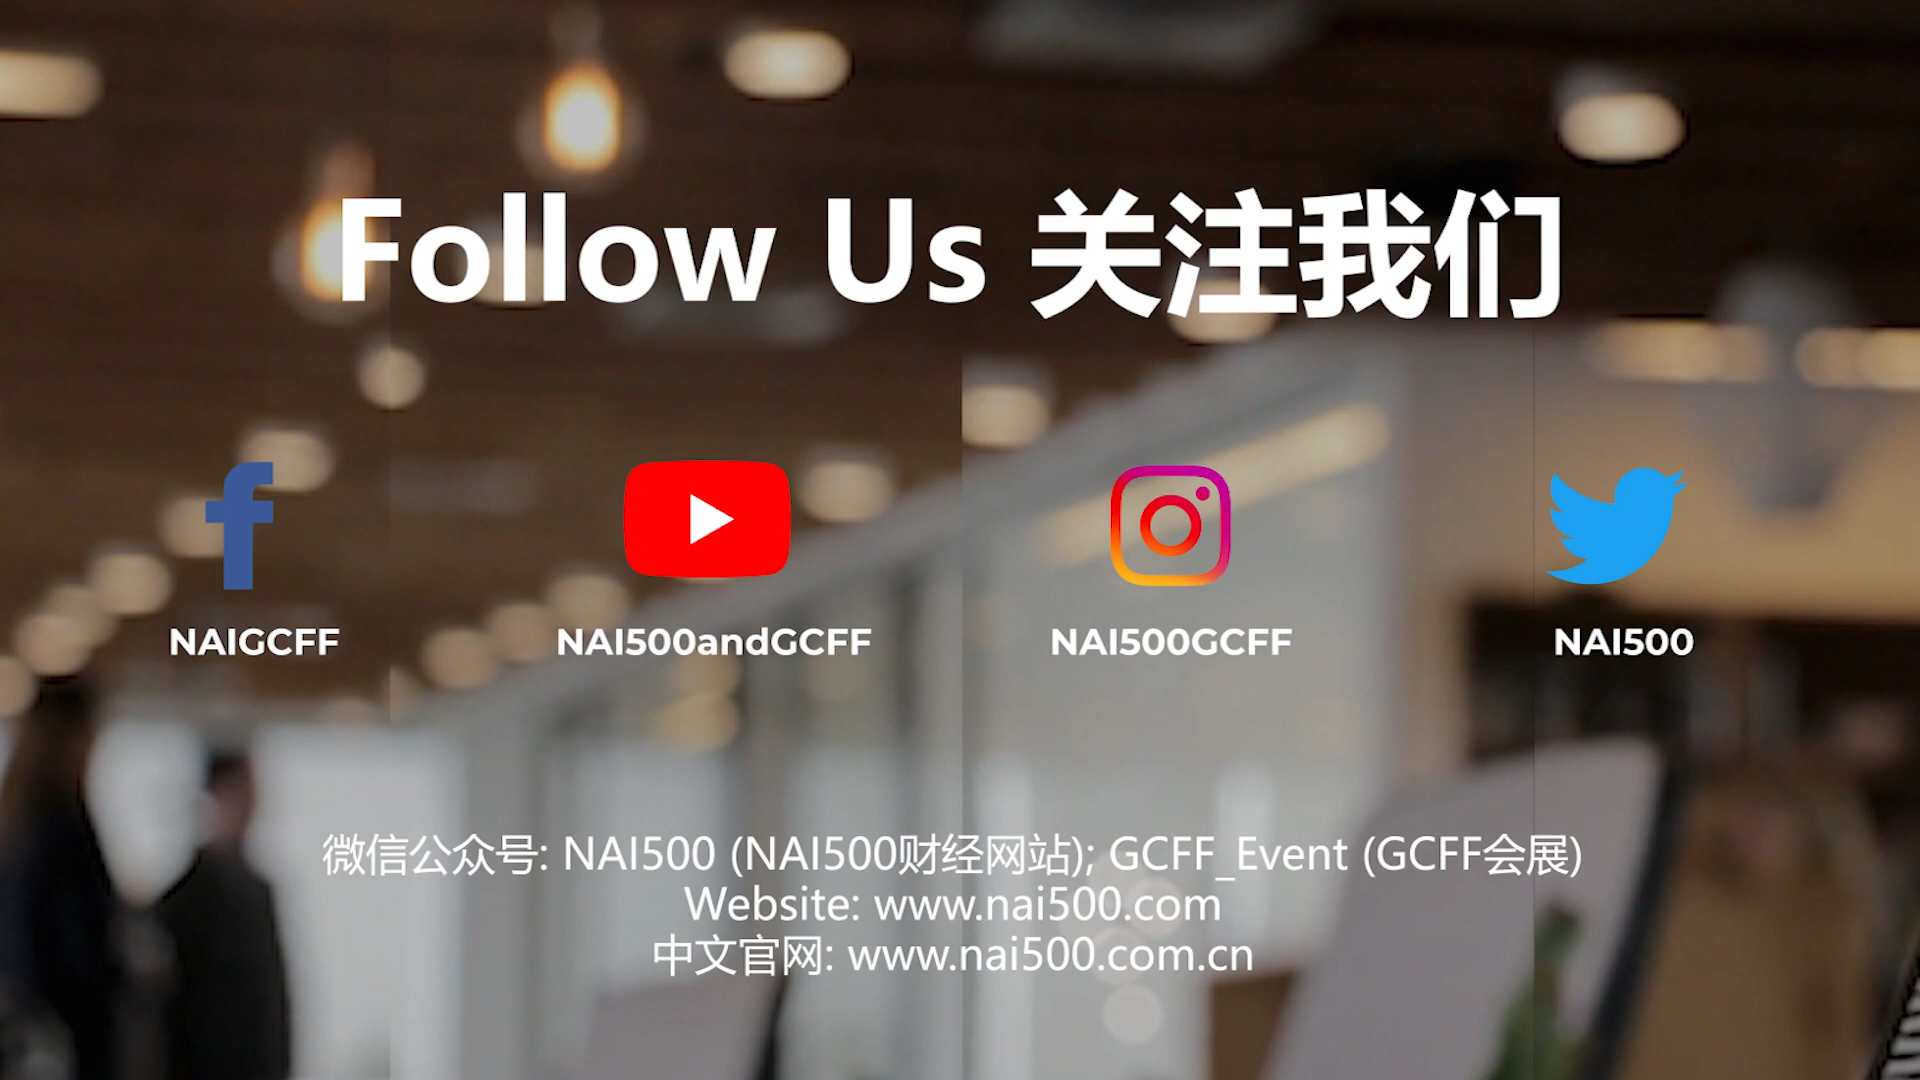 Follow Us 关注我们
NAIGCFF
NAI500andGCFF
NAI500GCFF
NAI500
微信公众号: NAI500 (NAI500财经网站); GCFF_Event (GCFF会展)
Website: www.nai500.com
中文官网: www.nai500.com.cn